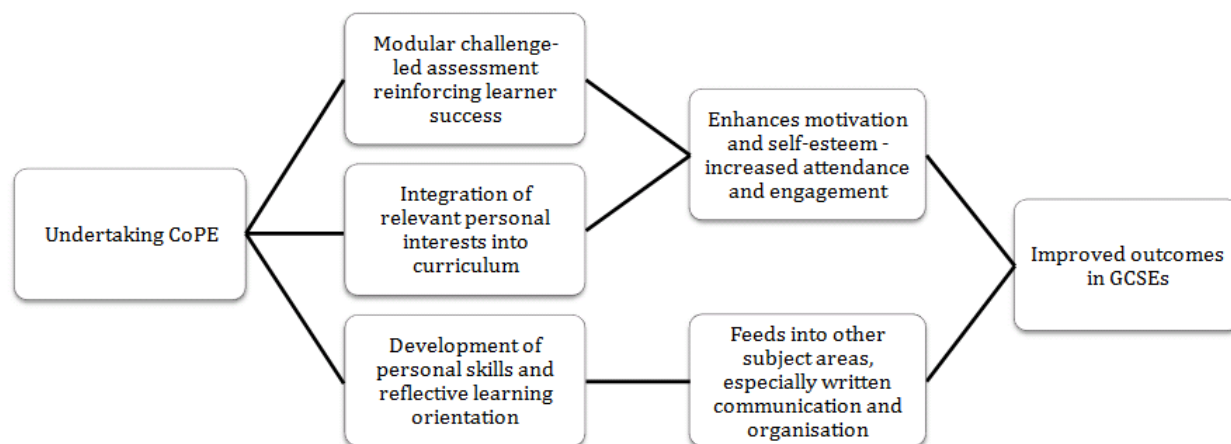 Undertaking CoPE
Modular challenge-
led assessment
reinforcing learner
success
Integration of
relevant personal
interests into
curriculum
Development of
personal skills and
reflective learning
orientation
Enhances motivation
and self-esteem -
increased attendance
and engagement
Feeds into other
subject areas,
especially written
communication and
organisation
Improved outcomes
in GCSEs